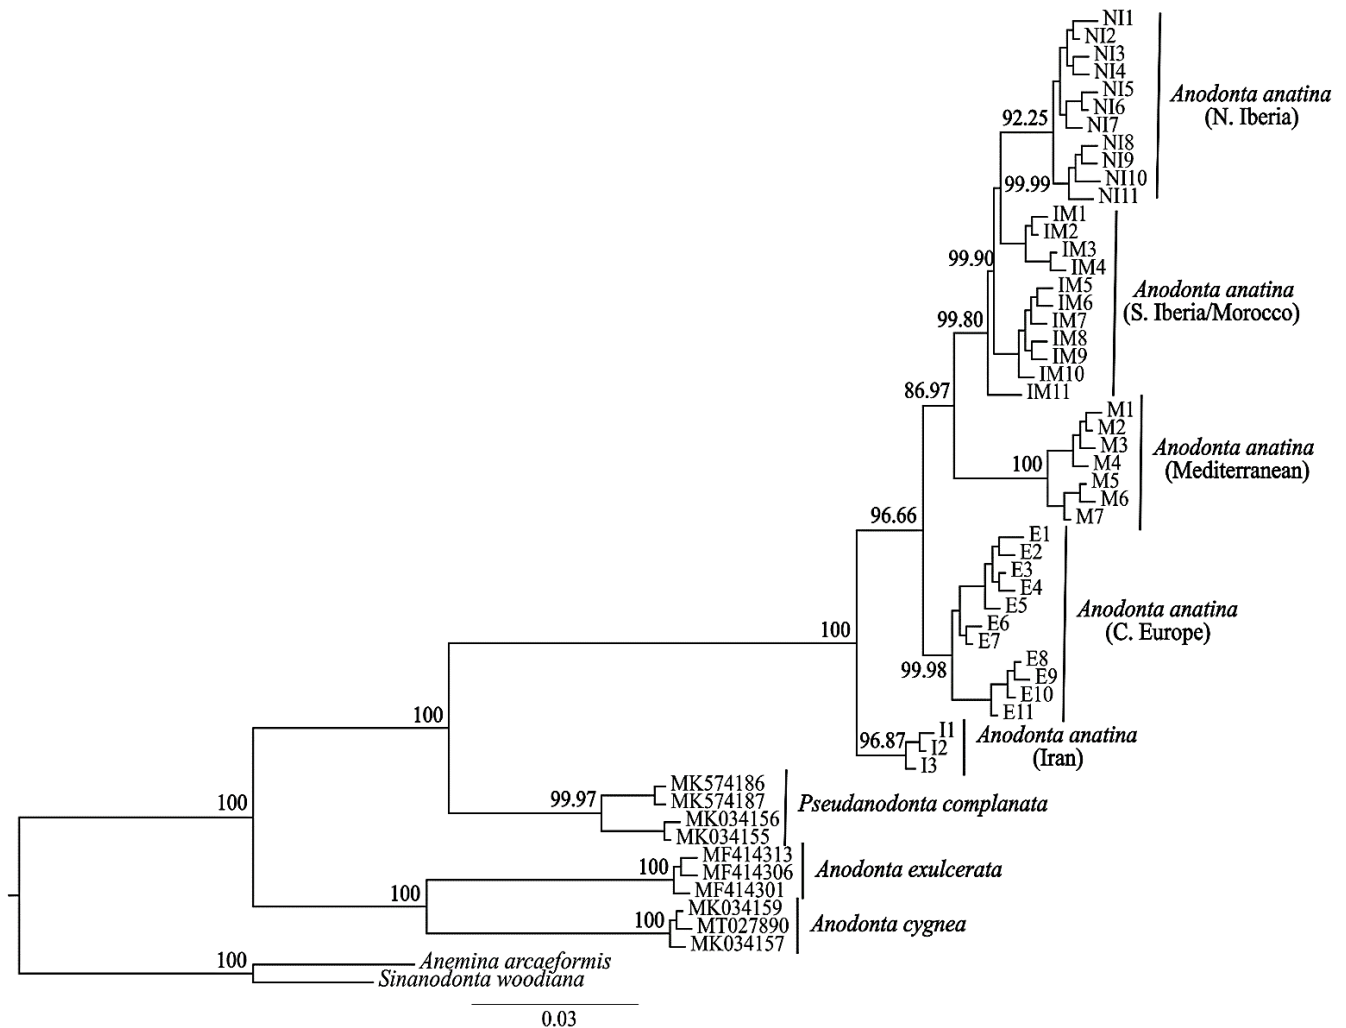 NI1
NI2
NI3
NI4
NI5
NI6
NI7
NI8
NI9
NI10
NI11
Anodonta anatina
(N. Iberia)
92.25
99.99
IM1
IM2
IM3
IM4
IM5
IM6
IM7
IM8
IM9
IM10
IM11
Anodonta anatina
(S. Iberia/Morocco)
99.90
99.80
86.97
M1
M2
M3
M4
M5
M6
M7
Anodonta anatina
(Mediterranean)
100
96.66
E1
E2
E3
E4
E5
E6
E7
E8
E9
E10
E11
Anodonta anatina
(C. Europe)
99.98
100
I1
I2
I3
Anodonta anatina
(Iran)
96.87
100
MK574186
MK574187
MK034156
MK034155
Pseudanodonta complanata
99.97
100
MF414313
MF414306
MF414301
Anodonta exulcerata
100
100
MK034159
MT027890
MK034157
Anodonta cygnea
100
100
Anemina arcaeformis
Sinanodonta woodiana
0.03